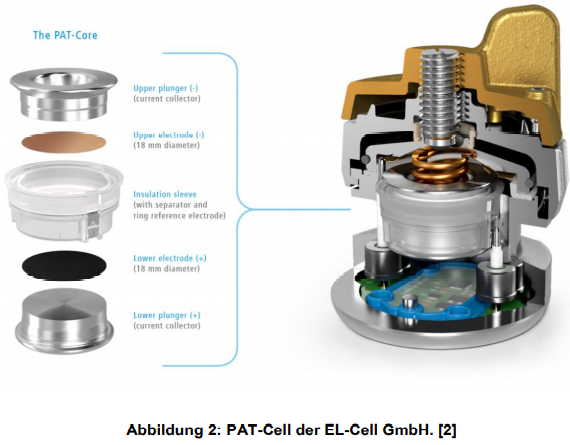 The PAT-Core
Upper plunger (-)
(current collector)
Upper electrode (-)
(18 mm diameter)
Insulation sleeve
(with separator and
ring reference electrode)
Lower electrode (+)
(18 mm diameter)
Lower plunger (+)
(current collector)
Abbildung 2: PAT-Cell der EL-Cell GmbH. [2]